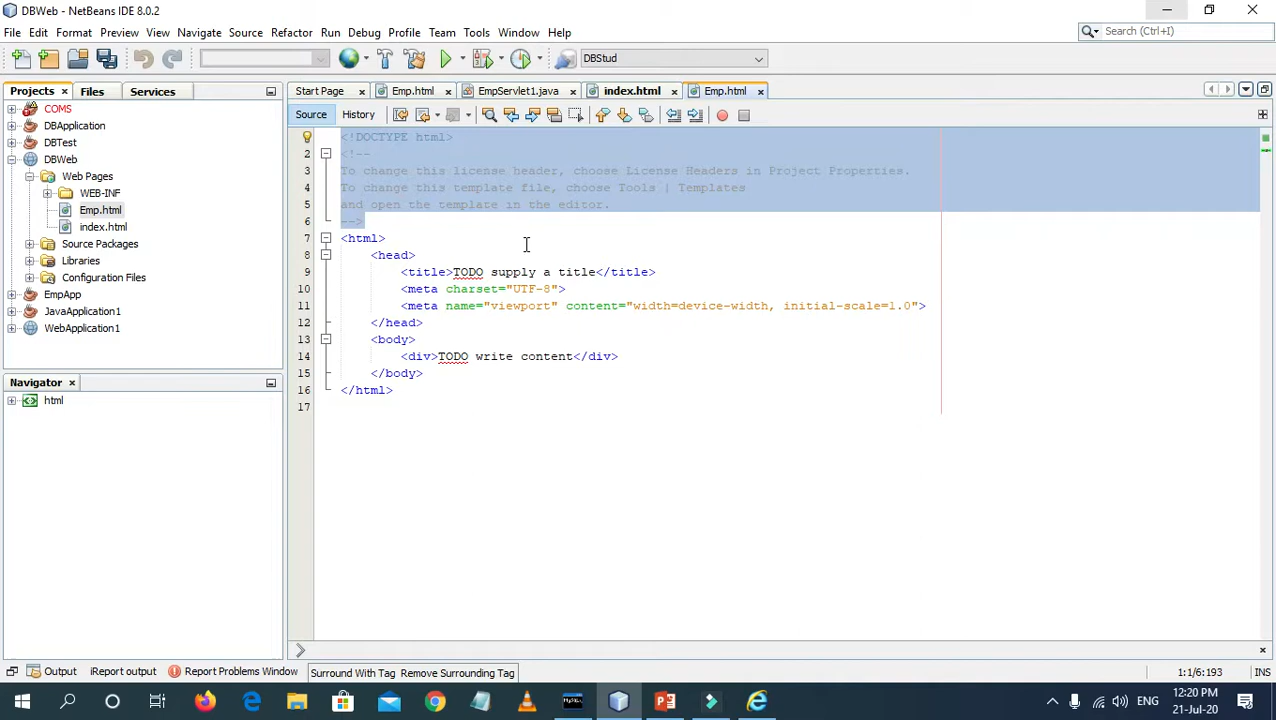 DBWeb - NetBeans IDE 8.0.2
File Edit Format Preview View Navigate Source Refactor Run Debug Profile Team Tools Window Help
Search (Ctrl+I)
DBStud
Projects Files Services
Start Page Emp.html EmpServlet1.java index.html Emp.html
Source History
COMS
DBApplication
DBTest
DBWeb
Web Pages
WEB-INF
Emp.html
index.html
Source Packages
Libraries
Configuration Files
EmpApp
JavaApplication1
WebApplication1
Navigator
html
<!DOCTYPE html>
2 <!--
3 To change this license header, choose License Headers in Project Properties.
4 To change this template file, choose Tools | Templates
5 and open the template in the editor.
6 -->
7 <html>
8 <head>
9 <title>TODO supply a title</title>
10 <meta charset="UTF-8">
11 <meta name="viewport" content="width=device-width, initial-scale=1.0">
12 </head>
13 <body>
14 <div>TODO write content</div>
15 </body>
16 </html>
17
Output iReport output Report Problems Window Surround With Tag Remove Surrounding Tag 1:1/6:193 INS
ENG
12:20 PM
21-Jul-20